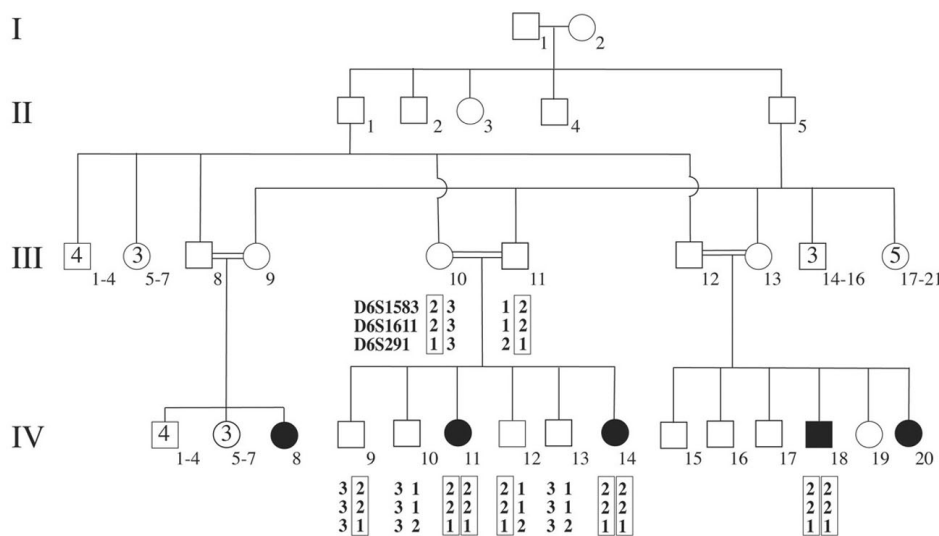 I
1 2
II
1 2 3 4 5
4 3 3 5
III
1-4 5-7 8 9 10 11 12 13 14-16 17-21
D6S1583 2 3 1 2
D6S1611 2 3 1 2
D6S291 1 3 2 1
4 3
IV
1-4 5-7 8 9 10 11 12 13 14 15 16 17 18 19 20
3 2 3 1 2 2 2 1 3 1 2 2 2 2
3 2 3 1 2 2 2 1 3 1 2 2 2 2
3 1 3 2 1 1 1 2 3 2 1 1 1 1